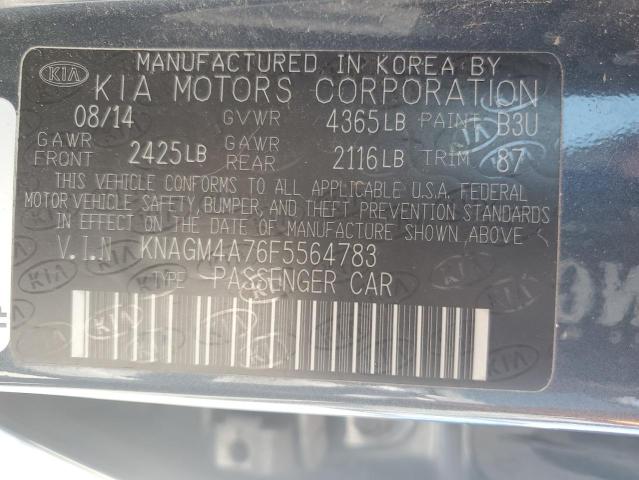 MANUFACTURED IN KOREA BY
KIA KIA MOTORS CORPORATION
08/14 GVWR 4365LB PAINT B3U
GAWR FRONT 2425LB GAWR REAR 2116LB TRIM 87
THIS VEHICLE CONFORMS TO ALL APPLICABLE U.S.A. FEDERAL
MOTOR VEHICLE SAFETY, BUMPER, AND THEFT PREVENTION STANDARDS
IN EFFECT ON THE DATE OF MANUFACTURE SHOWN ABOVE
V.I.N KNAGM4A76F5564783
TYPE PASSENGER CAR